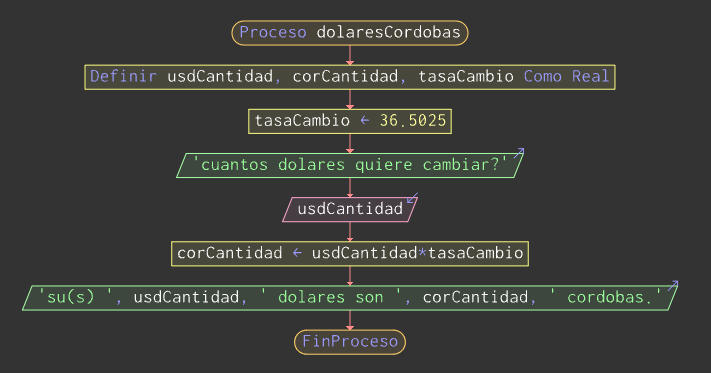 Proceso dolaresCordobas
Definir usdCantidad, corCantidad, tasaCambio Como Real
tasaCambio ← 36.5025
'cuantos dolares quiere cambiar?'
usdCantidad
corCantidad ← usdCantidad*tasaCambio
'su(s) ', usdCantidad, ' dolares son ', corCantidad, ' cordobas.'
FinProceso